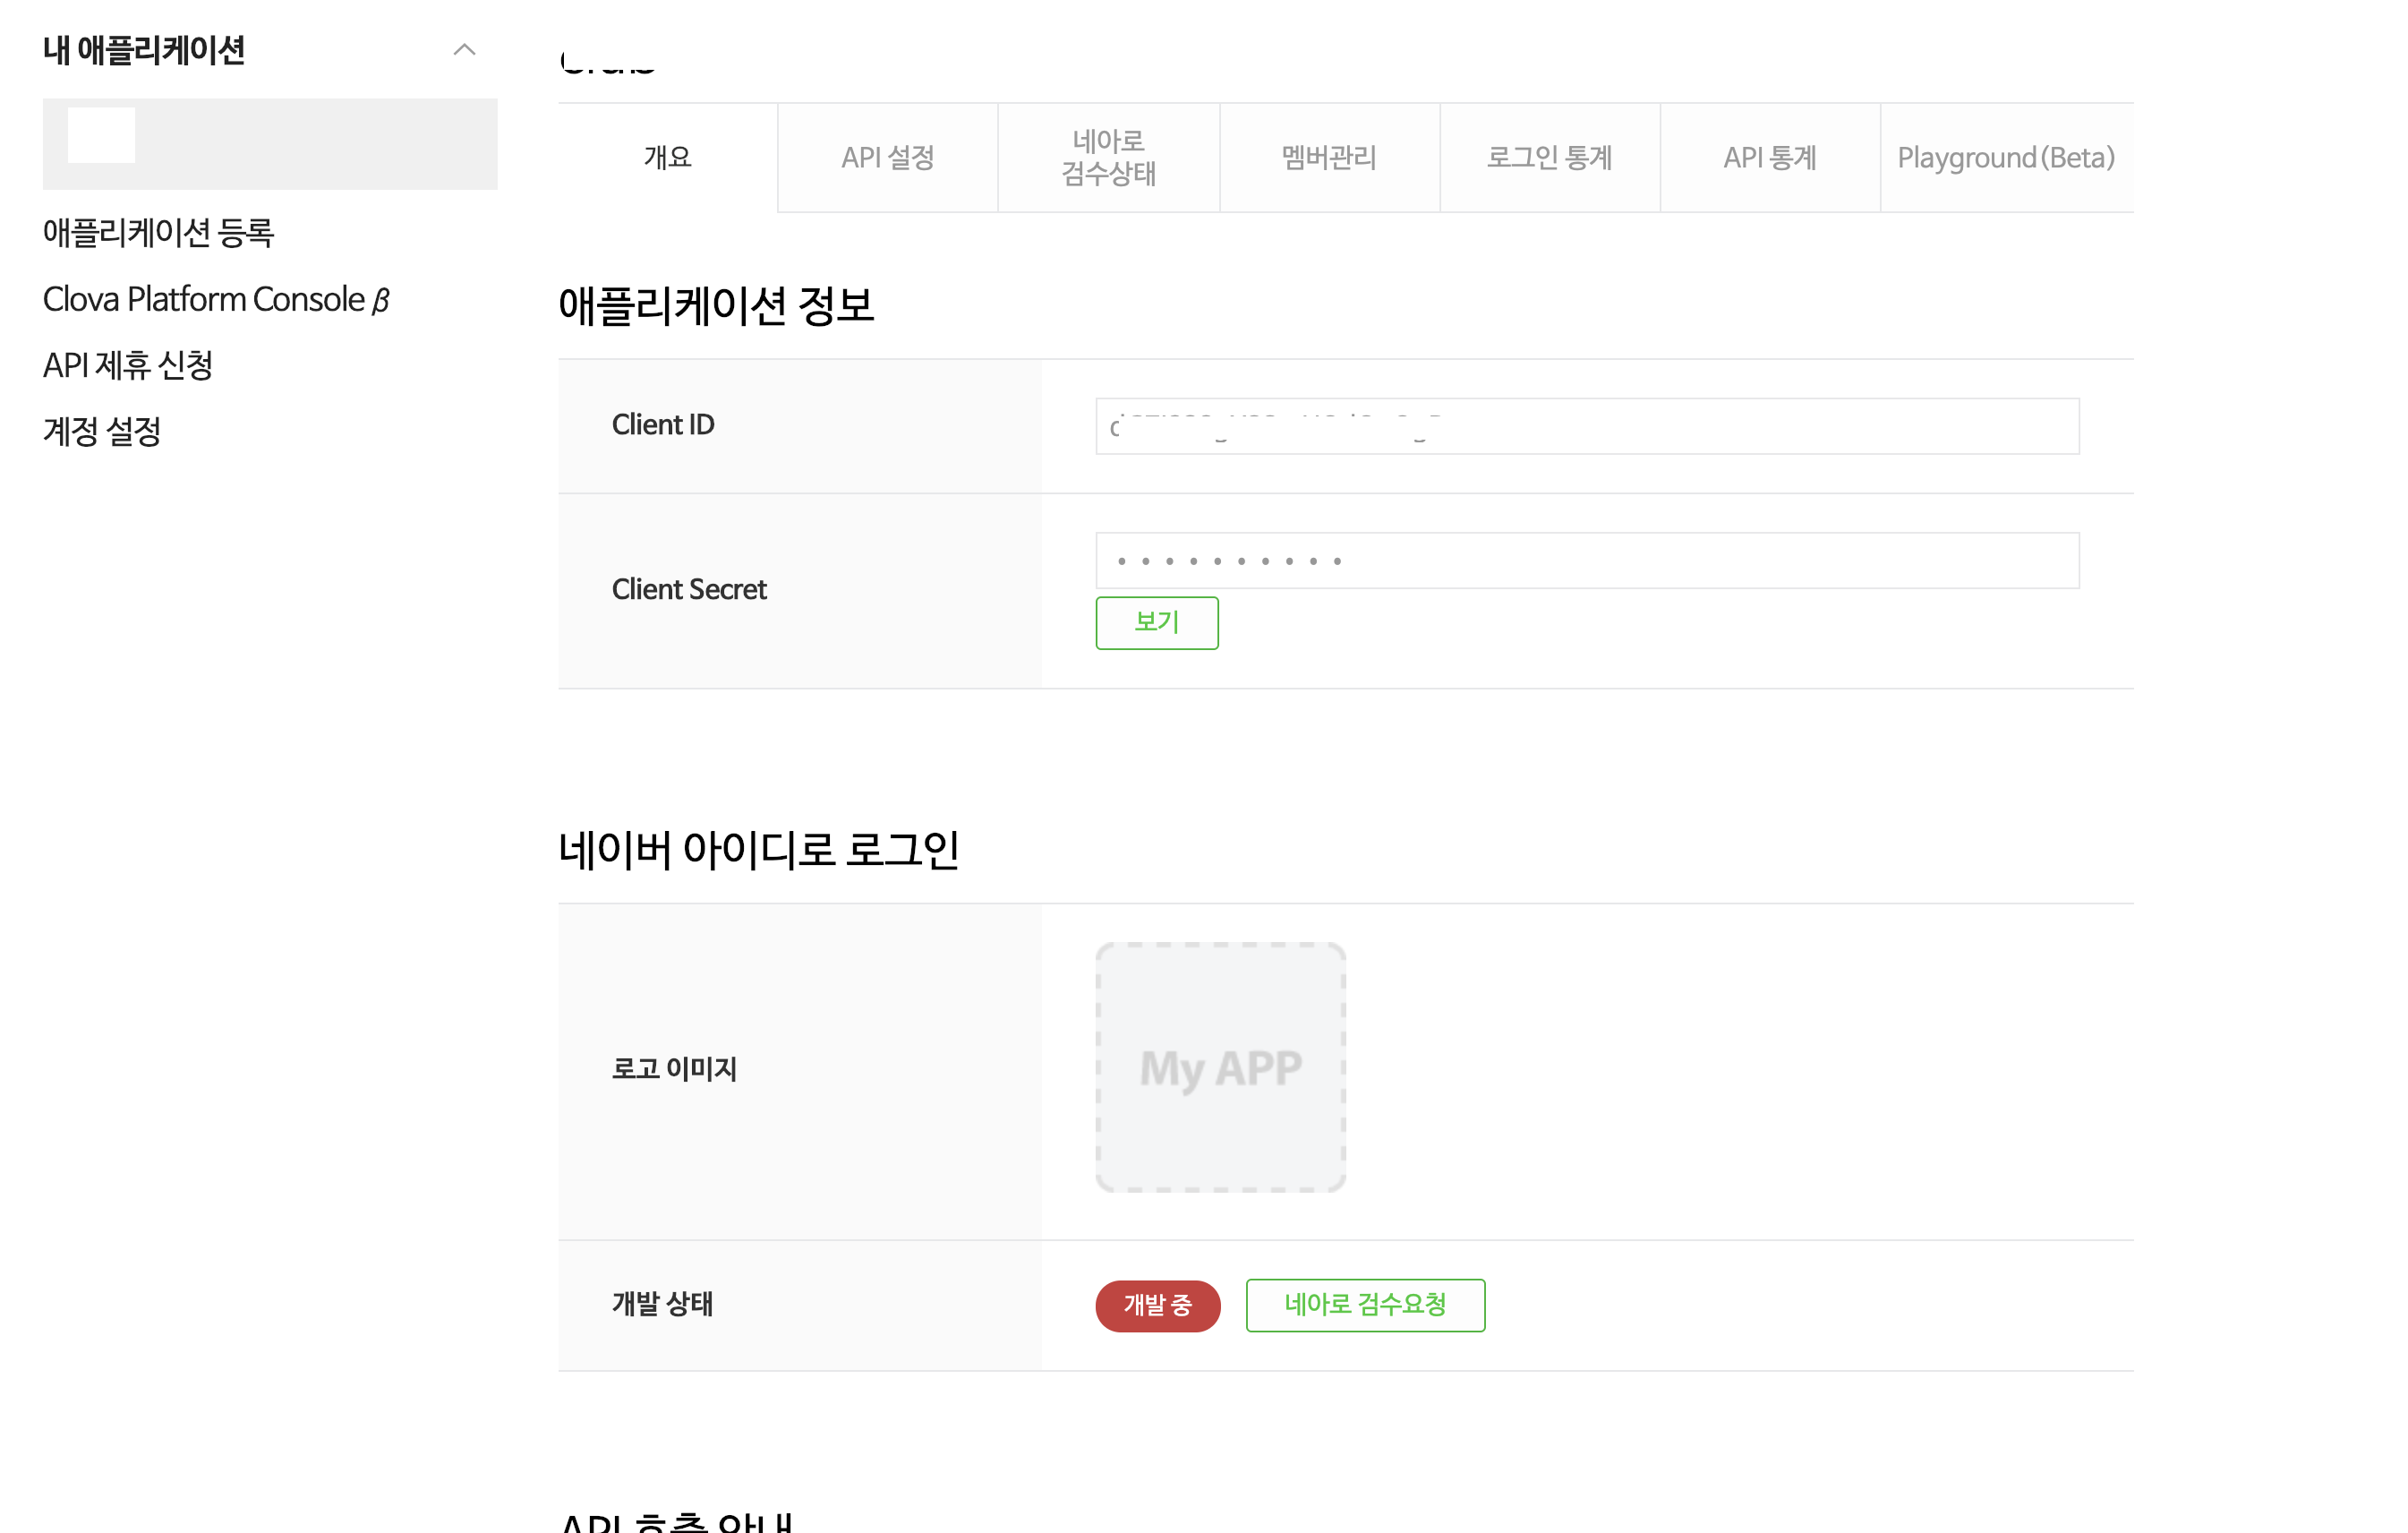 내 애플리케이션
애플리케이션 등록
Clova Platform Console β
API 제휴 신청
계정 설정
개요
API 설정
네아로
검수상태
멤버관리
로그인 통계
API 통계
Playground(Beta)
애플리케이션 정보
Client ID
Client Secret
보기
네이버 아이디로 로그인
로고 이미지
My APP
개발 상태
개발 중
네아로 검수요청
API 호출 안내